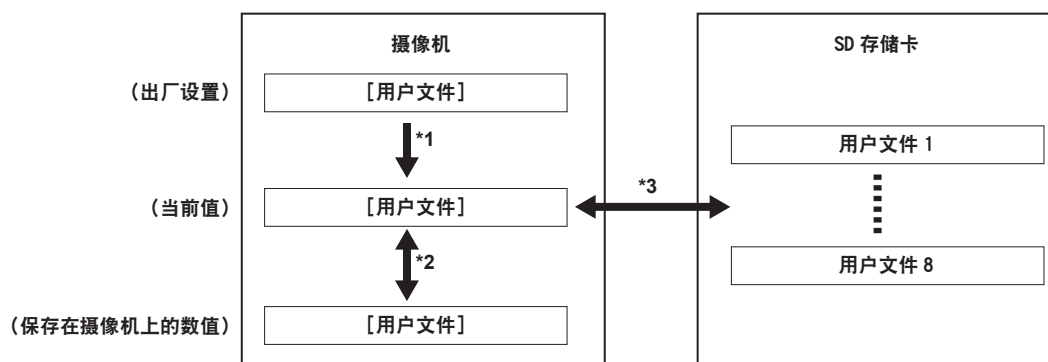 摄像机
SD 存储卡
(出厂设置)
[用户文件]
*1
用户文件 1
*3
(当前值)
[用户文件]
*2
用户文件 8
(保存在摄像机上的数值)
[用户文件]